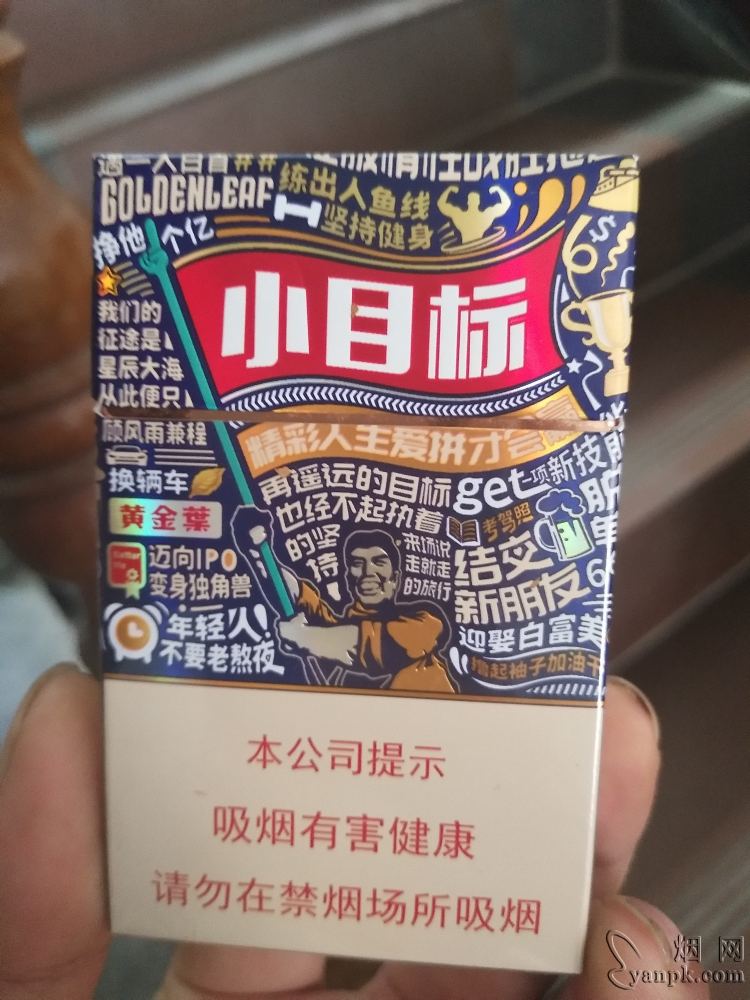 GOLDENLEAF
练出人鱼线
坚持健身
挣他一个亿
小目标
我们的
征途是
星辰大海
从此便只
顾风雨兼程
精彩人生爱拼才会赢
换辆车
黄金葉
再遥远的目标
也经不起执着
的坚
持
get一项新技能
考驾照
来场说
走就走
的旅行
结交
新朋友
迈向IPO
变身独角兽
年轻人!
不要老熬夜
迎娶白富美
撸起袖子加油干
本公司提示
吸烟有害健康
请勿在禁烟场所吸烟
烟网
yanpk.com